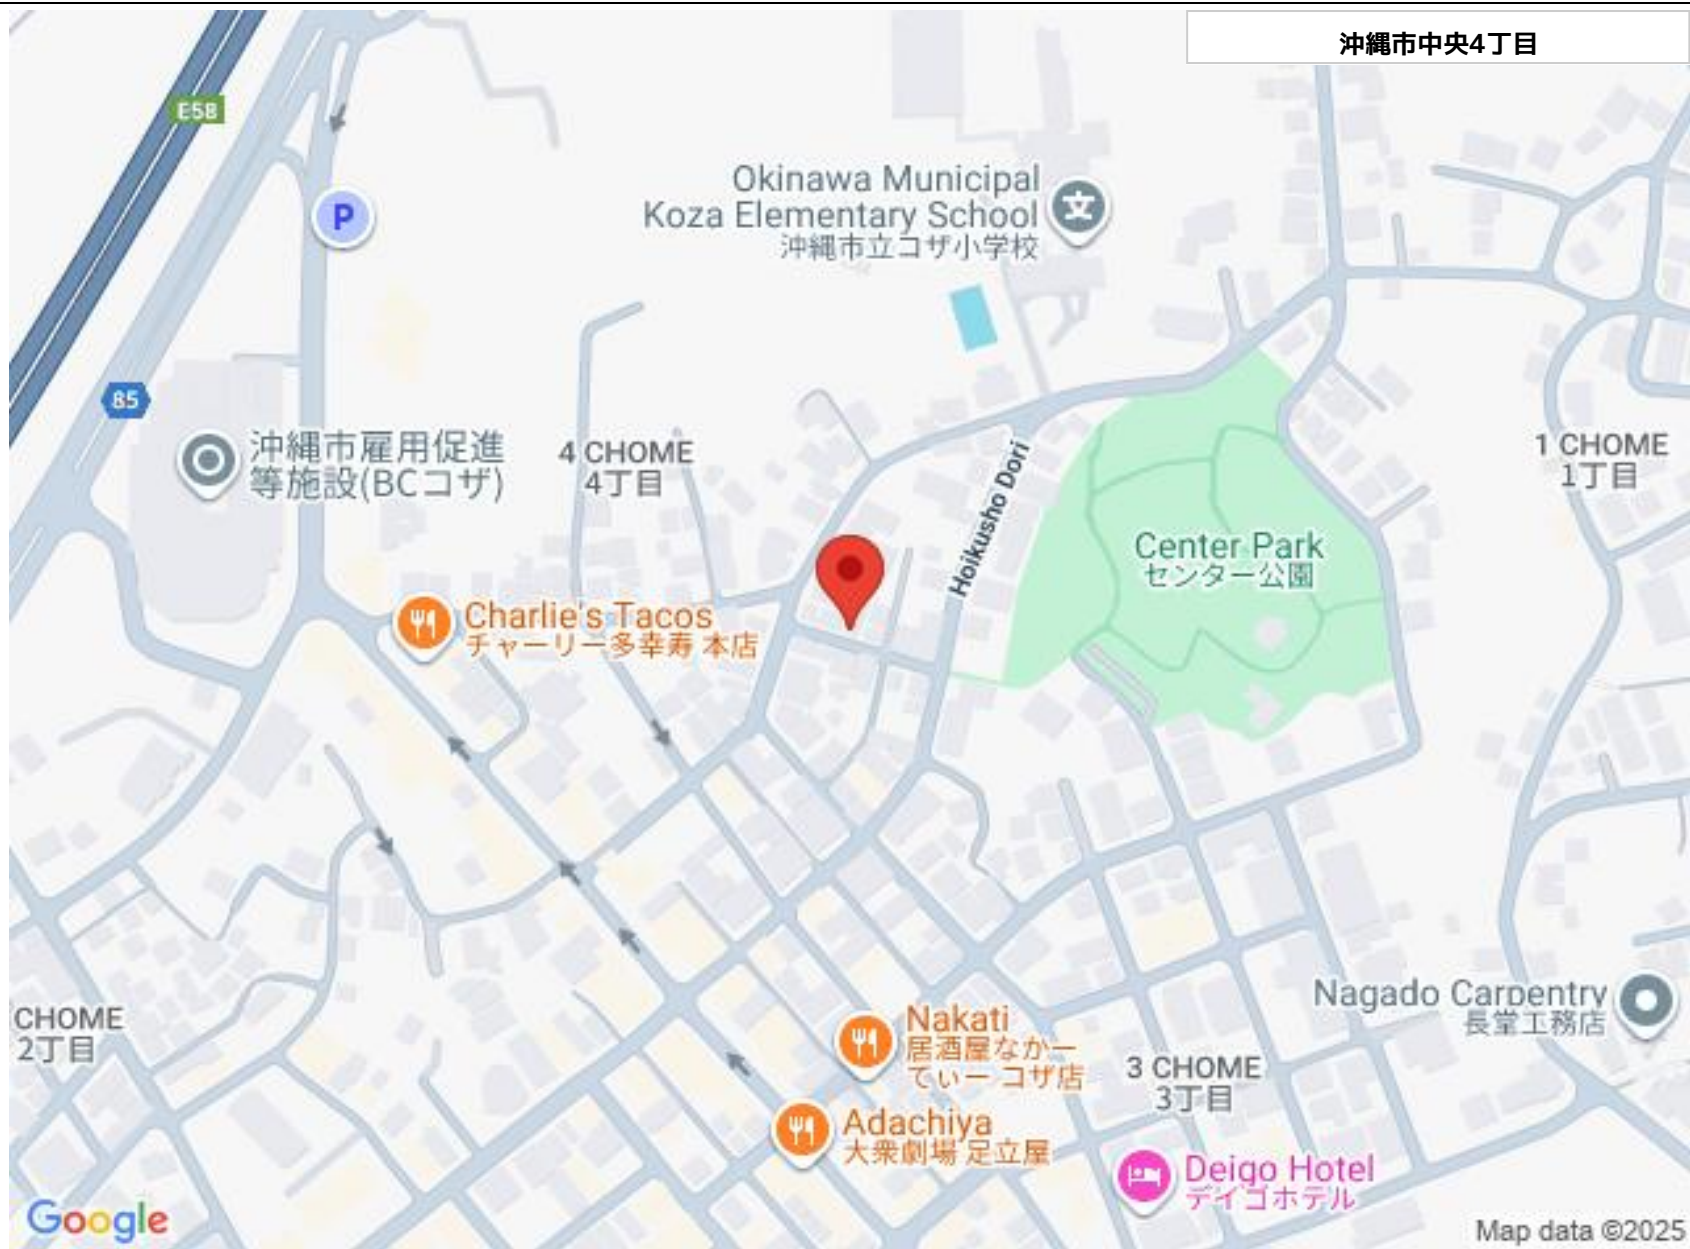 沖縄市中央4丁目
E58
P
Okinawa Municipal
Koza Elementary School
沖縄市立コザ小学校
文
85
沖縄市雇用促進
等施設(BCコザ)
4 CHOME
4丁目
Hoikusho Dori
1 CHOME
1丁目
Center Park
センター公園
Charlie's Tacos
チャーリー多幸寿 本店
CHOME
2丁目
Nagado Carpentry
長堂工務店
Nakati
居酒屋なかー
てぃー コザ店
3 CHOME
3丁目
Adachiya
大衆劇場 足立屋
Deigo Hotel
デイゴホテル
Google
Map data ©2025